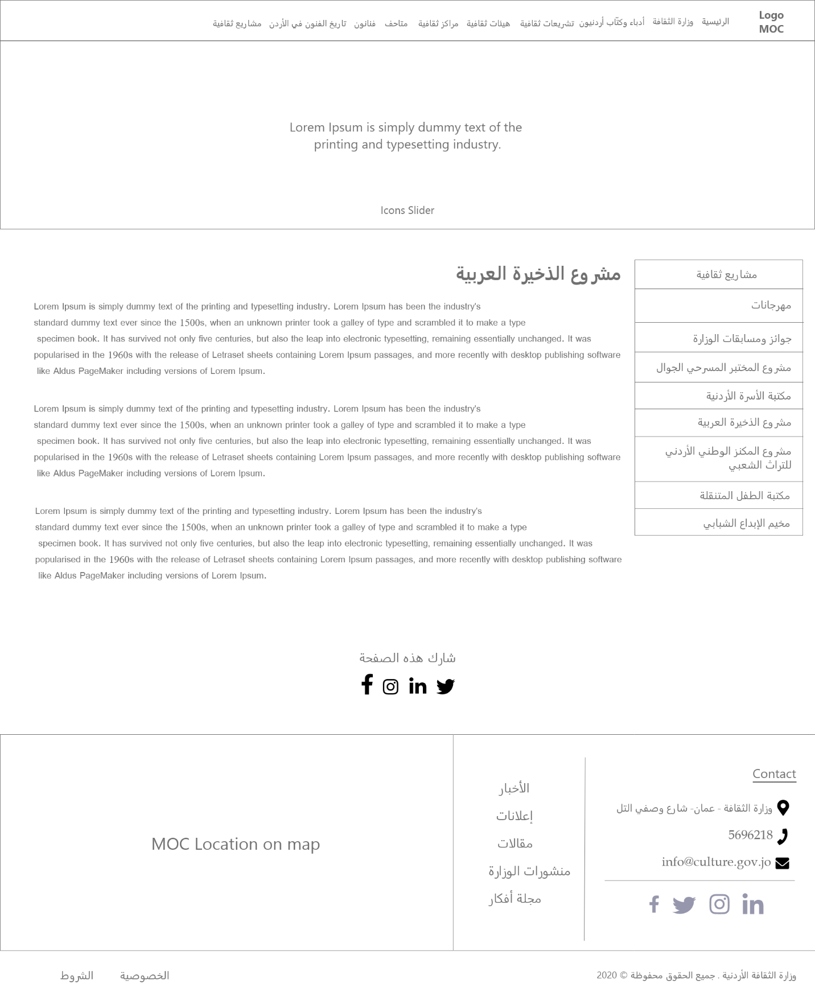 Logo
MOC
الرئيسية
وزارة الثقافة
أدباء وكتّاب أردنيون
تشريعات ثقافية
هيئات ثقافية
مراكز ثقافية
متاحف
فنانون
تاريخ الفنون في الأردن
مشاريع ثقافية
Lorem Ipsum is simply dummy text of the
printing and typesetting industry.
Icons Slider
مشاريع ثقافية
مهرجانات
جوائز ومسابقات الوزارة
مشروع المختبر المسرحي الجوال
مكتبة الأسرة الأردنية
مشروع الذخيرة العربية
مشروع المكنز الوطني الأردني
للتراث الشعبي
مكتبة الطفل المتنقلة
مخيم الإبداع الشبابي
مشروع الذخيرة العربية
Lorem Ipsum is simply dummy text of the printing and typesetting industry. Lorem Ipsum has been the industry's
standard dummy text ever since the 1500s, when an unknown printer took a galley of type and scrambled it to make a type
specimen book. It has survived not only five centuries, but also the leap into electronic typesetting, remaining essentially unchanged. It was
popularised in the 1960s with the release of Letraset sheets containing Lorem Ipsum passages, and more recently with desktop publishing software
like Aldus PageMaker including versions of Lorem Ipsum.
Lorem Ipsum is simply dummy text of the printing and typesetting industry. Lorem Ipsum has been the industry's
standard dummy text ever since the 1500s, when an unknown printer took a galley of type and scrambled it to make a type
specimen book. It has survived not only five centuries, but also the leap into electronic typesetting, remaining essentially unchanged. It was
popularised in the 1960s with the release of Letraset sheets containing Lorem Ipsum passages, and more recently with desktop publishing software
like Aldus PageMaker including versions of Lorem Ipsum.
Lorem Ipsum is simply dummy text of the printing and typesetting industry. Lorem Ipsum has been the industry's
standard dummy text ever since the 1500s, when an unknown printer took a galley of type and scrambled it to make a type
specimen book. It has survived not only five centuries, but also the leap into electronic typesetting, remaining essentially unchanged. It was
popularised in the 1960s with the release of Letraset sheets containing Lorem Ipsum passages, and more recently with desktop publishing software
like Aldus PageMaker including versions of Lorem Ipsum.
شارك هذه الصفحة
Contact
وزارة الثقافة - عمان- شارع وصفي التل
5696218
info@culture.gov.jo
الأخبار
إعلانات
مقالات
منشورات الوزارة
مجلة أفكار
MOC Location on map
وزارة الثقافة الأردنية . جميع الحقوق محفوظة © 2020
الخصوصية
الشروط